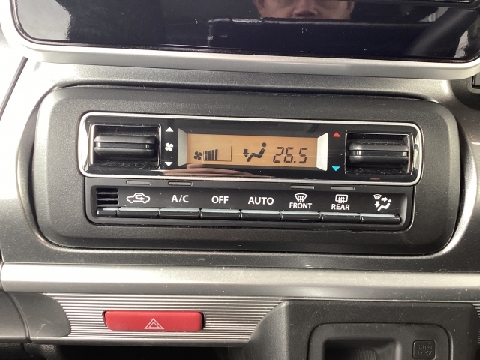 26.5
A/C OFF AUTO FRONT REAR